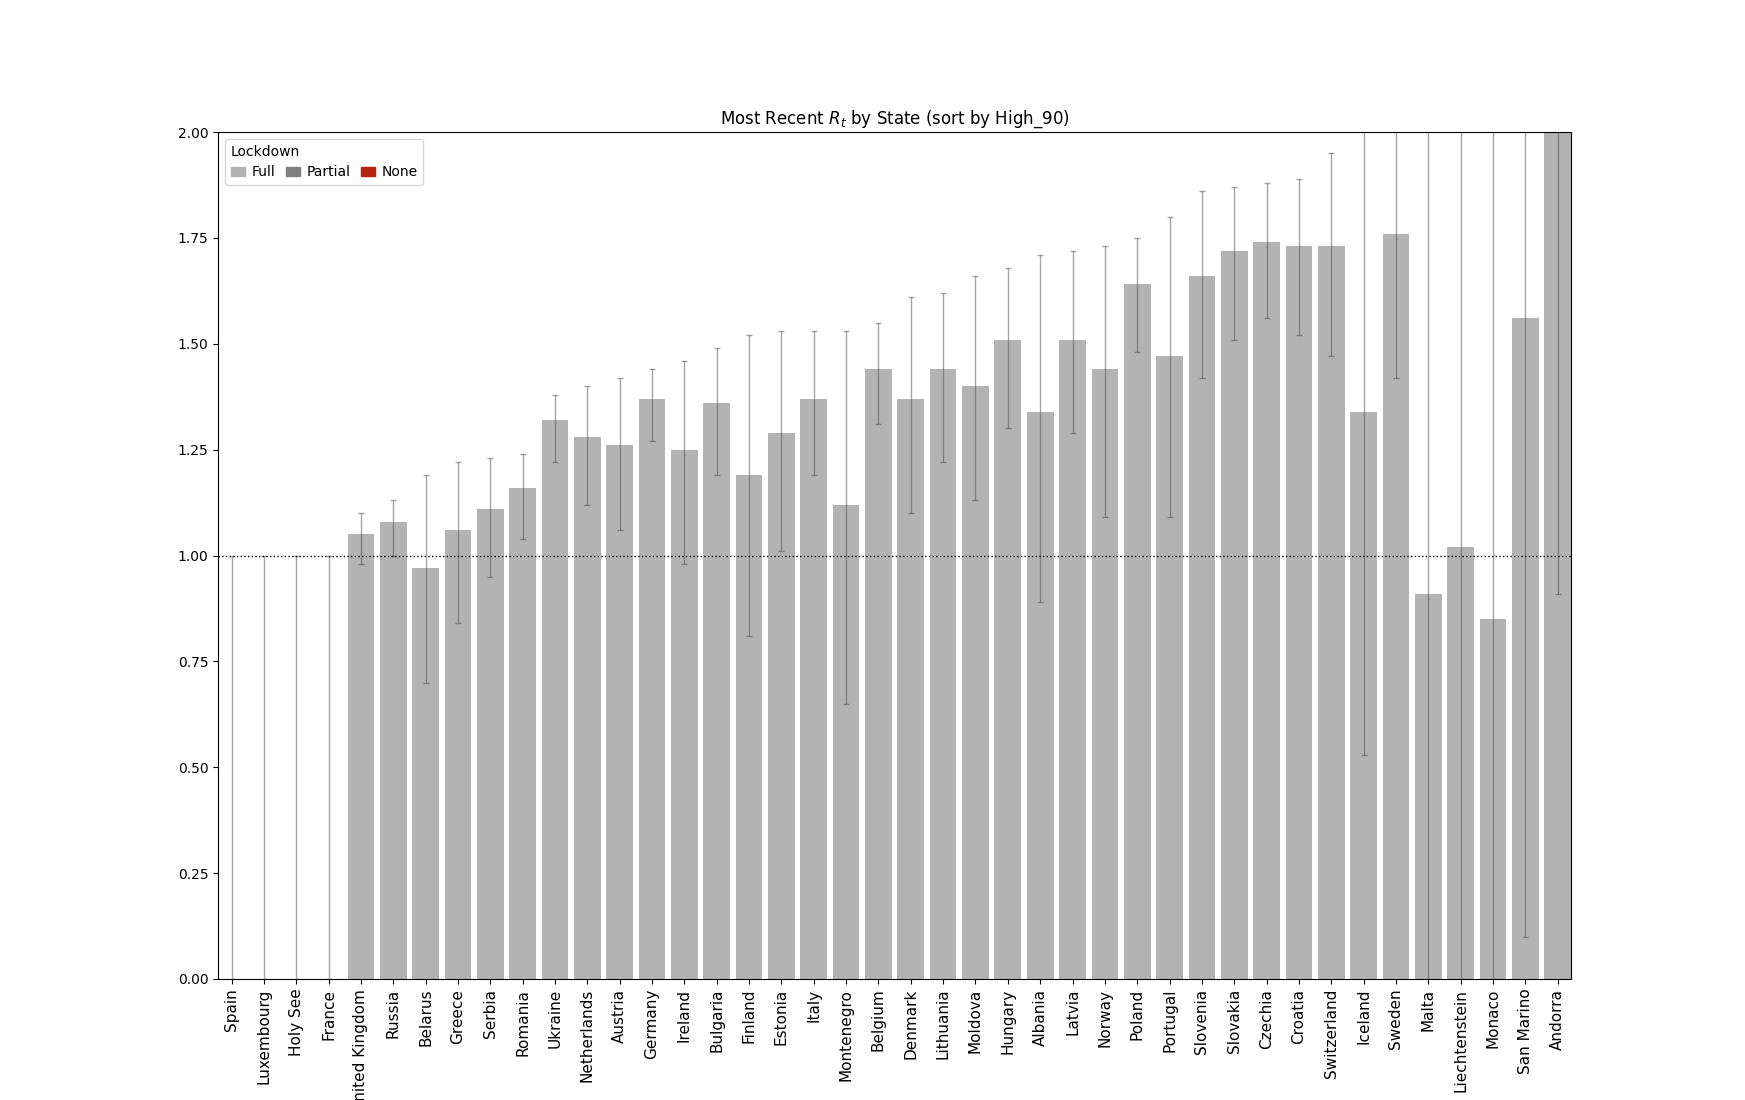 Most Recent Rt by State (sort by High_90)
Lockdown
Full Partial None
2.00
1.75
1.50
1.25
1.00
0.75
0.50
0.25
0.00
Spain
Luxembourg
Holy See
France
nited Kingdom
Russia
Belarus
Greece
Serbia
Romania
Ukraine
Netherlands
Austria
Germany
Ireland
Bulgaria
Finland
Estonia
Italy
Montenegro
Belgium
Denmark
Lithuania
Moldova
Hungary
Albania
Latvia
Norway
Poland
Portugal
Slovenia
Slovakia
Czechia
Croatia
Switzerland
Iceland
Sweden
Malta
Liechtenstein
Monaco
San Marino
Andorra